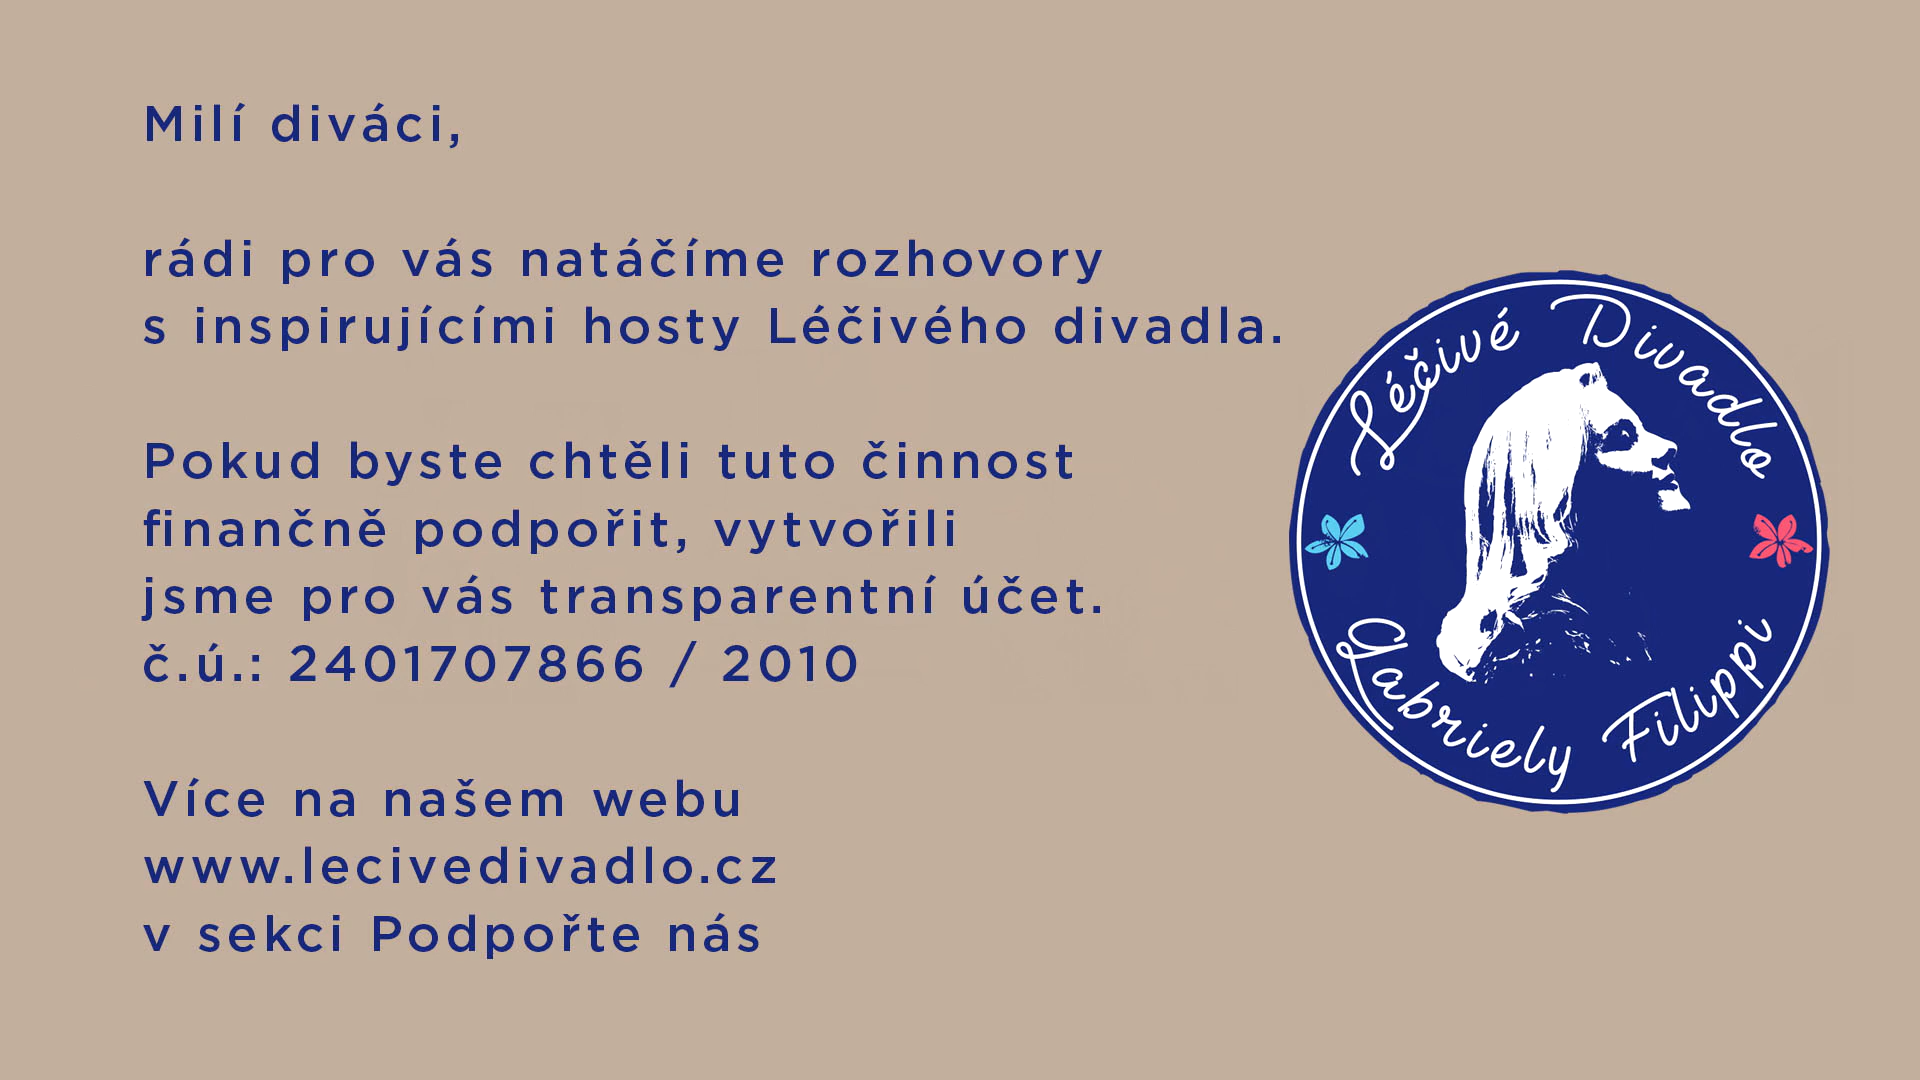 Milí diváci,
rádi pro vás natáčíme rozhovory
s inspirujícími hosty Léčivého divadla.
Pokud byste chtěli tuto činnost
finančně podpořit, vytvořili
jsme pro vás transparentní účet.
č.ú.: 2401707866 / 2010
Více na našem webu
www.lecivedivadlo.cz
v sekci Podpořte nás
Léčivé Divadlo
Gabriely Filippi